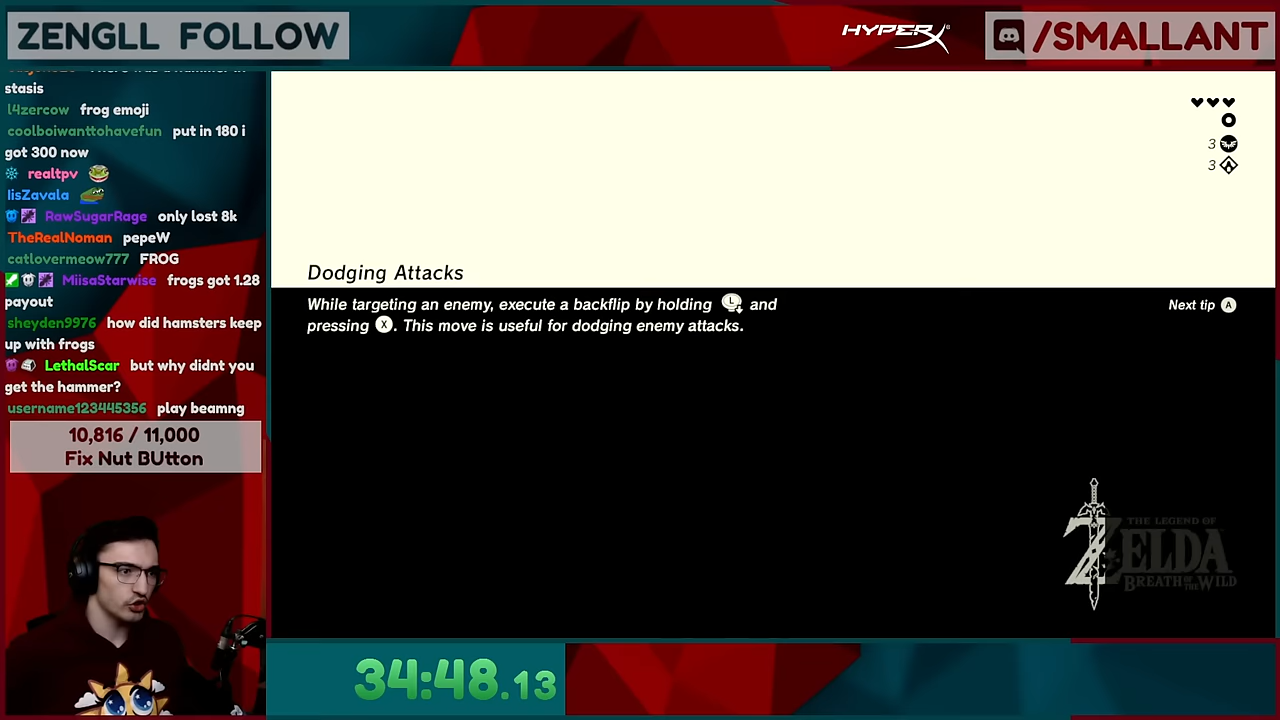 ZENGLL FOLLOW
HYPERX
/SMALLANT
stasis
l4zercow frog emoji
coolboiwanttohavefun put in 180 i
got 300 now
realtpv
IisZavala
RawSugarRage only lost 8k
TheRealNoman pepeW
catlovermeow777 FROG
MiisaStarwise frogs got 1.28
payout
sheyden9976 how did hamsters keep
up with frogs
LethalScar but why didnt you
get the hammer?
username123445356 play beamng
10,816 / 11,000
Fix Nut BUtton
3
3
Dodging Attacks
While targeting an enemy, execute a backflip by holding L and
pressing X. This move is useful for dodging enemy attacks.
Next tip A
THE LEGEND OF
ZELDA
BREATH OF THE WILD
34:48.13